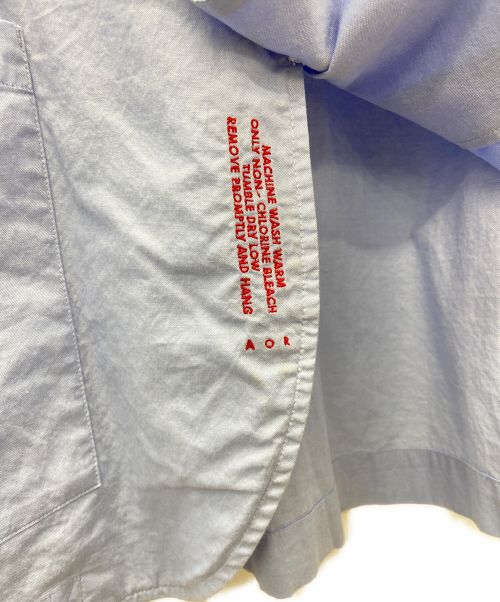 MACHINE WASH WARM
ONLY NON-CHLORINE BLEACH
TUMBLE DRY LOW
REMOVE PROMPTLY AND HANG